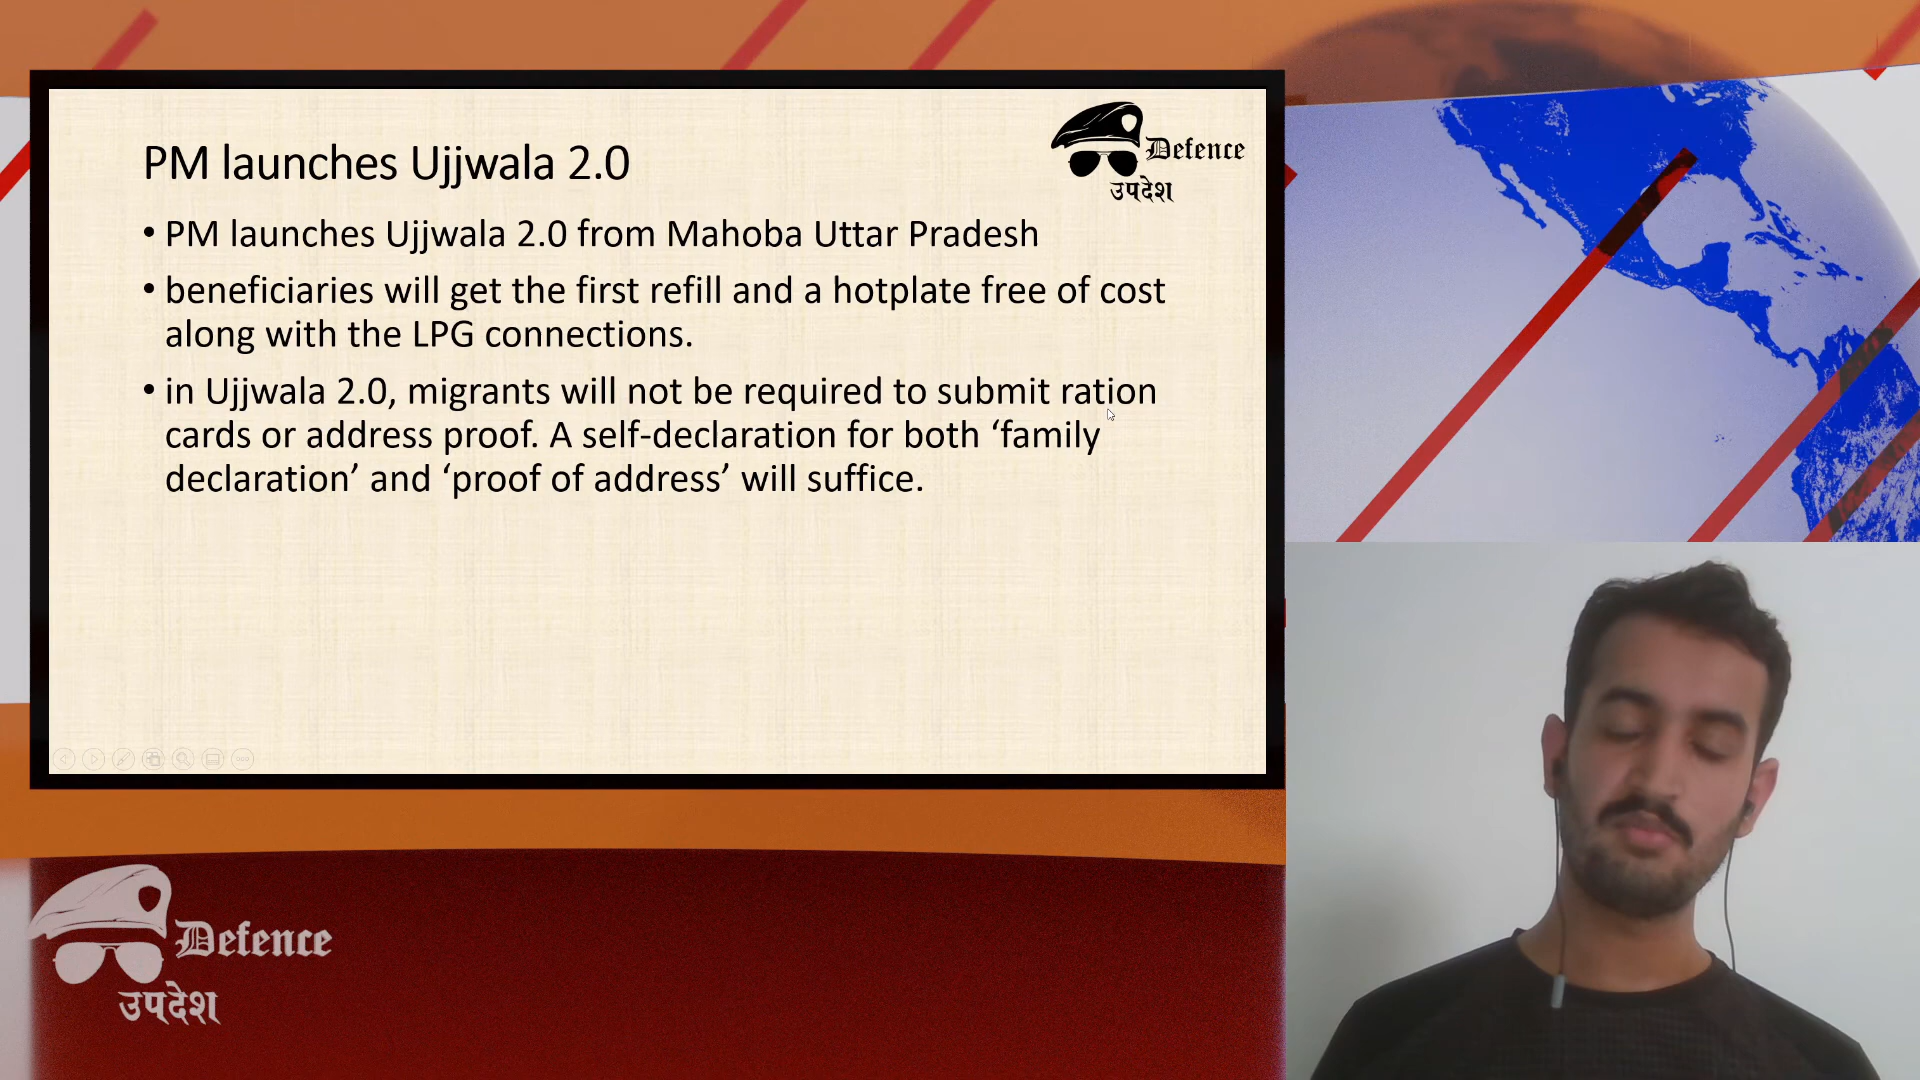 PM launches Ujjwala 2.0
Defence
उपदेश
• PM launches Ujjwala 2.0 from Mahoba Uttar Pradesh
• beneficiaries will get the first refill and a hotplate free of cost
along with the LPG connections.
• in Ujjwala 2.0, migrants will not be required to submit ration
cards or address proof. A self-declaration for both ‘family
declaration’ and ‘proof of address’ will suffice.
Defence
उपदेश